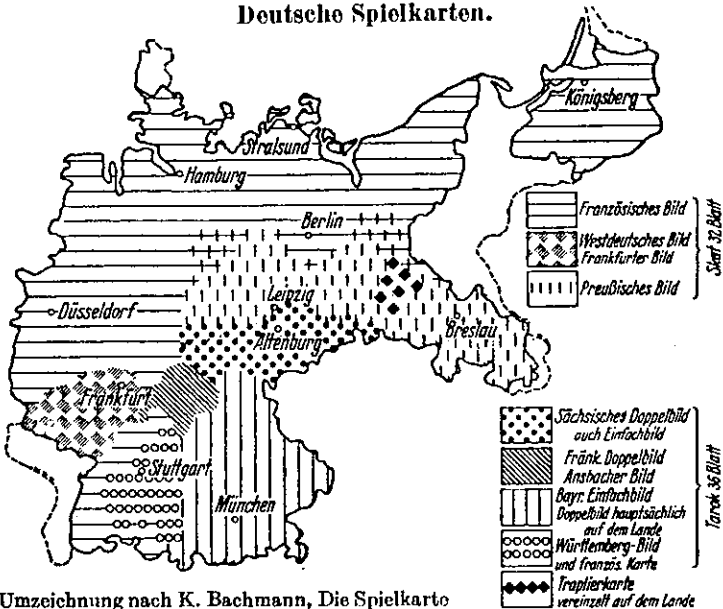 Deutsche Spielkarten.
Königsberg
Stralsund
Hamburg
Berlin
Düsseldorf
Leipzig
Altenburg
Breslau
Frankfurt
Stuttgart
München
Französisches Bild
Westdeutsches Bild
Frankfurter Bild
Preußisches Bild
Skat 32 Blatt
Sächsisches Doppelbild
auch Einfachbild
Fränk. Doppelbild
Ansbacher Bild
Bayr. Einfachbild
Doppelbild hauptsächlich
auf dem Lande
Württemberg-Bild
und französ. Karte
Traplierkarte
vereinzelt auf dem Lande
Tarok 36 Blatt
Umzeichnung nach K. Bachmann, Die Spielkarte